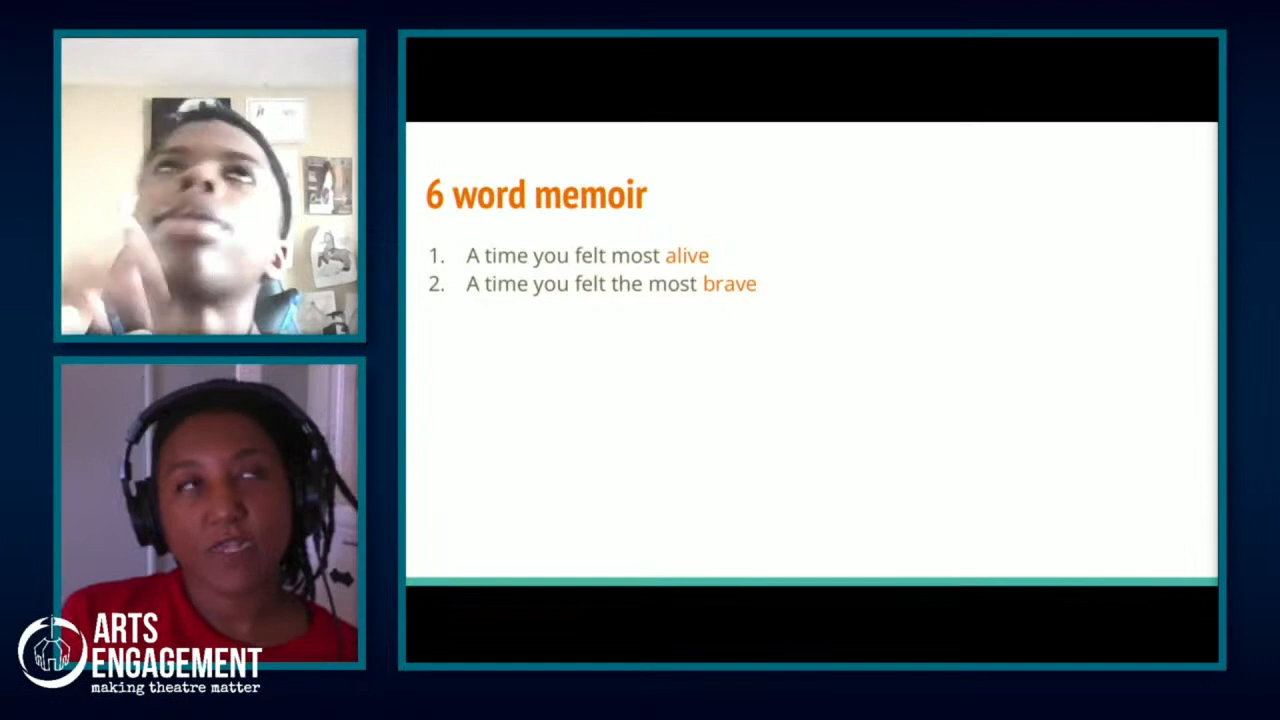 6 word memoir
1. A time you felt most alive
2. A time you felt the most brave
ARTS
ENGAGEMENT
making theatre matter